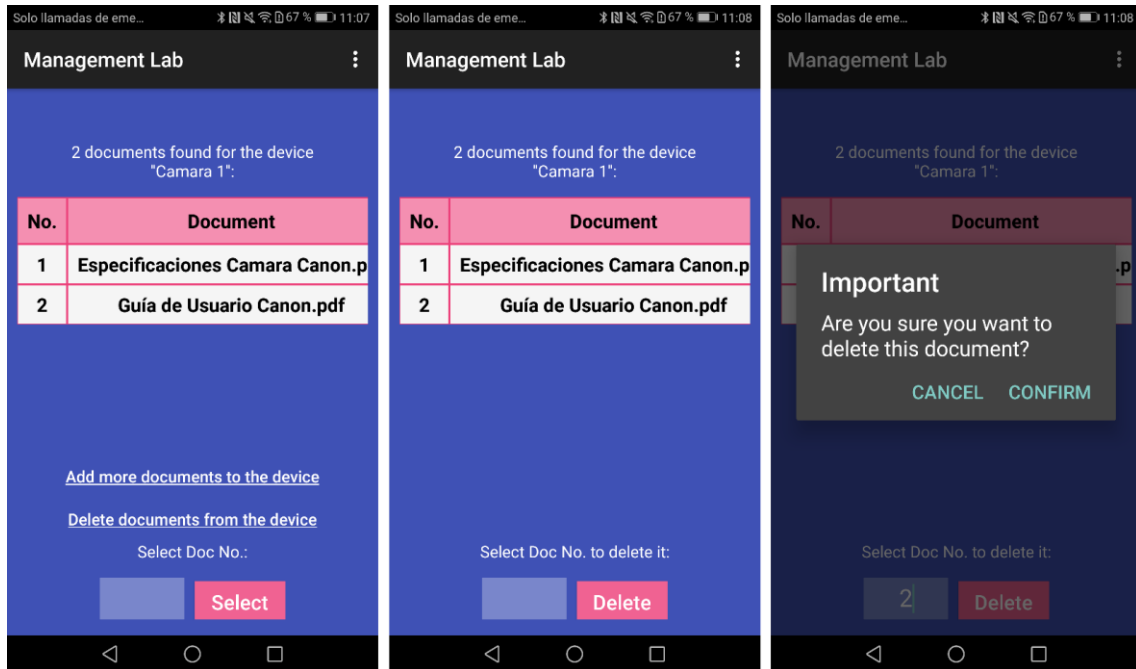 Solo llamadas de eme... 67 % 11:07
Management Lab
2 documents found for the device
"Camara 1":
No. Document
1 Especificaciones Camara Canon.p
2 Guía de Usuario Canon.pdf
Add more documents to the device
Delete documents from the device
Select Doc No.:
Select
Solo llamadas de eme... 67 % 11:08
Management Lab
2 documents found for the device
"Camara 1":
No. Document
1 Especificaciones Camara Canon.p
2 Guía de Usuario Canon.pdf
Select Doc No. to delete it:
Delete
Solo llamadas de eme... 67 % 11:08
Management Lab
2 documents found for the device
"Camara 1":
No. Document
.p
Important
Are you sure you want to
delete this document?
CANCEL CONFIRM
Select Doc No. to delete it:
2 Delete